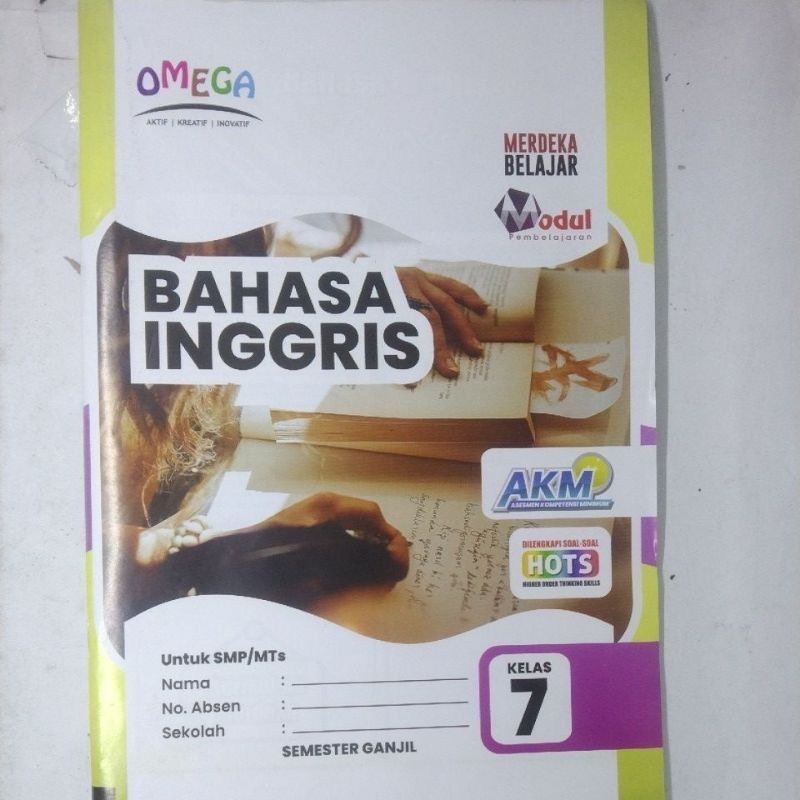 OMEGA
AKTIF | KREATIF | INOVATIF
MERDEKA
BELAJAR
Modul
Pembelajaran
BAHASA
INGGRIS
AKM
ASESMEN KOMPETENSI MINIMUM
DILENGKAPI SOAL-SOAL
HOTS
HIGHER ORDER THINKING SKILLS
Untuk SMP/MTs
Nama :
No. Absen :
Sekolah :
SEMESTER GANJIL
KELAS
7